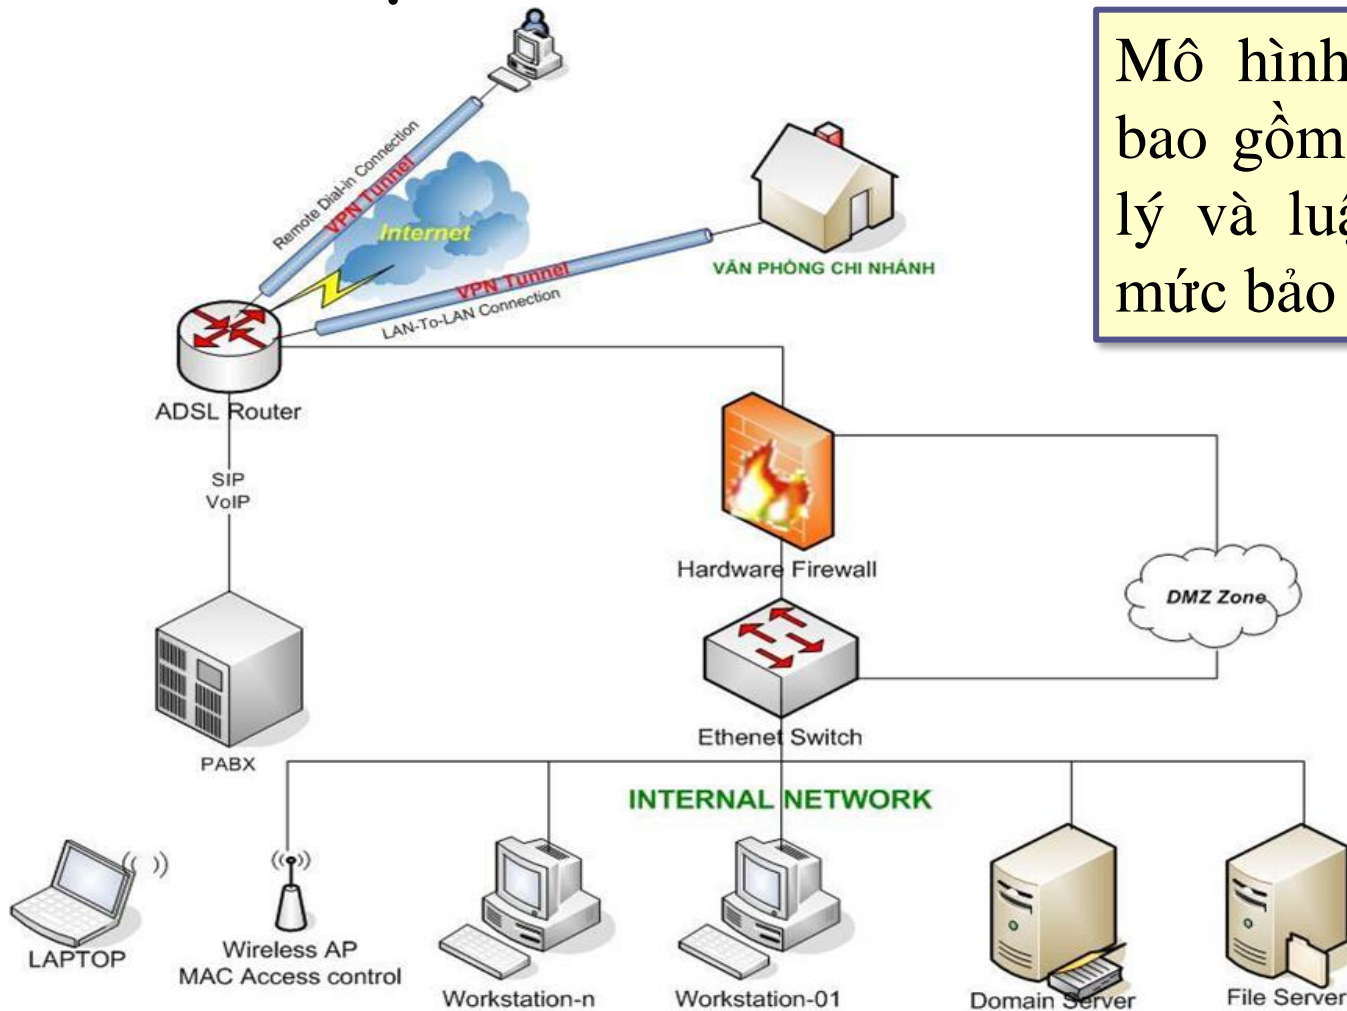 Mô hình
bao gồm
lý và luậ
mức bảo
Remote Dial-in Connection
VPN Tunnel
Internet
VPN Tunnel
LAN-To-LAN Connection
VĂN PHÒNG CHI NHÁNH
ADSL Router
SIP
VoIP
Hardware Firewall
DMZ Zone
Ethenet Switch
PABX
INTERNAL NETWORK
LAPTOP
Wireless AP
MAC Access control
Workstation-n
Workstation-01
Domain Server
File Server